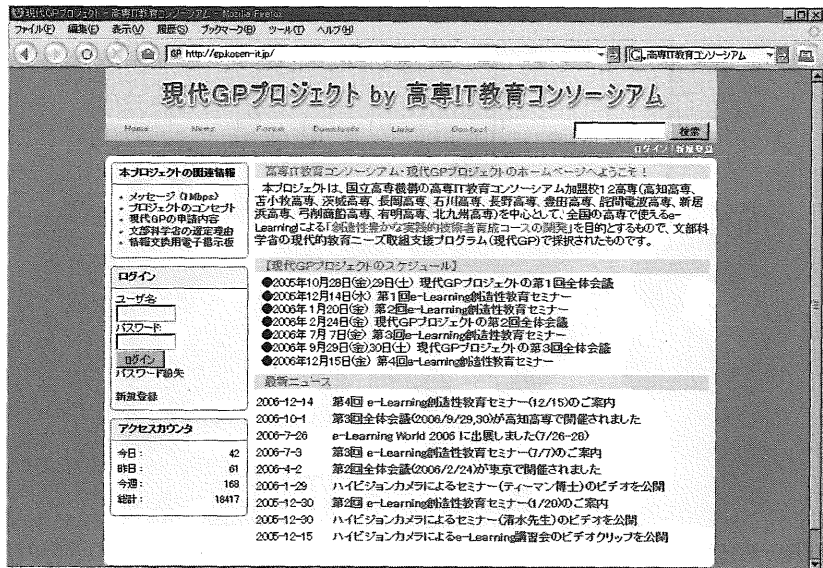 現代GPプロジェクト - 高専IT教育コンソーシアム - Mozilla Firefox
ファイル(F) 編集(E) 表示(V) 履歴(S) ブックマーク(B) ツール(T) ヘルプ(H)
GP http://gp.kosen-it.jp/
G 高専IT教育コンソーシアム
現代GPプロジェクト by 高専IT教育コンソーシアム
Home News Forum Downloads Links Contact
検索
ログイン | 新規登録
本プロジェクトの関連情報
・メッセージ (1Mbps)
・プロジェクトのコンセプト
・現代GPの申請内容
・文部科学省の選定理由
・情報交換用電子掲示板
ログイン
ユーザ名:
パスワード:
ログイン
パスワード紛失
新規登録
アクセスカウンタ
今日: 42
昨日: 61
今週: 168
総計: 18417
高専IT教育コンソーシアム・現代GPプロジェクトのホームページへようこそ!
本プロジェクトは、国立高専機構の高専IT教育コンソーシアム加盟校12高専(高知高専、
苫小牧高専、茨城高専、長岡高専、石川高専、長野高専、豊田高専、詫間電波高専、新居
浜高専、弓削商船高専、有明高専、北九州高専)を中心として、全国の高専で使えるe-
Learningによる「創造性豊かな実践的技術者育成コースの開発」を目的とするもので、文部科
学省の現代的教育ニーズ取組支援プログラム(現代GP)で採択されたものです。
【現代GPプロジェクトのスケジュール】
●2005年10月28日(金),29日(土) 現代GPプロジェクトの第1回全体会議
●2005年12月14日(水) 第1回e-Learning創造性教育セミナー
●2006年 1月20日(金) 第2回e-Learning創造性教育セミナー
●2006年 2月24日(金) 現代GPプロジェクトの第2回全体会議
●2006年 7月 7日(金) 第3回e-Learning創造性教育セミナー
●2006年 9月29日(金),30日(土) 現代GPプロジェクトの第3回全体会議
●2006年12月15日(金) 第4回e-Learning創造性教育セミナー
最新ニュース
2006-12-14 第4回 e-Learning創造性教育セミナー(12/15)のご案内
2006-10-1 第3回全体会議(2006/9/29,30)が高知高専で開催されました
2006-7-26 e-Learning World 2006 に出展しました(7/26-28)
2006-7-3 第3回 e-Learning創造性教育セミナー(7/7)のご案内
2006-4-2 第2回全体会議(2006/2/24)が東京で開催されました
2006-1-29 ハイビジョンカメラによるセミナー(ティーマン博士)のビデオを公開
2005-12-30 第2回 e-Learning創造性教育セミナー(1/20)のご案内
2005-12-30 ハイビジョンカメラによるセミナー(清水先生)のビデオを公開
2005-12-15 ハイビジョンカメラによるe-Learning講習会のビデオクリップを公開